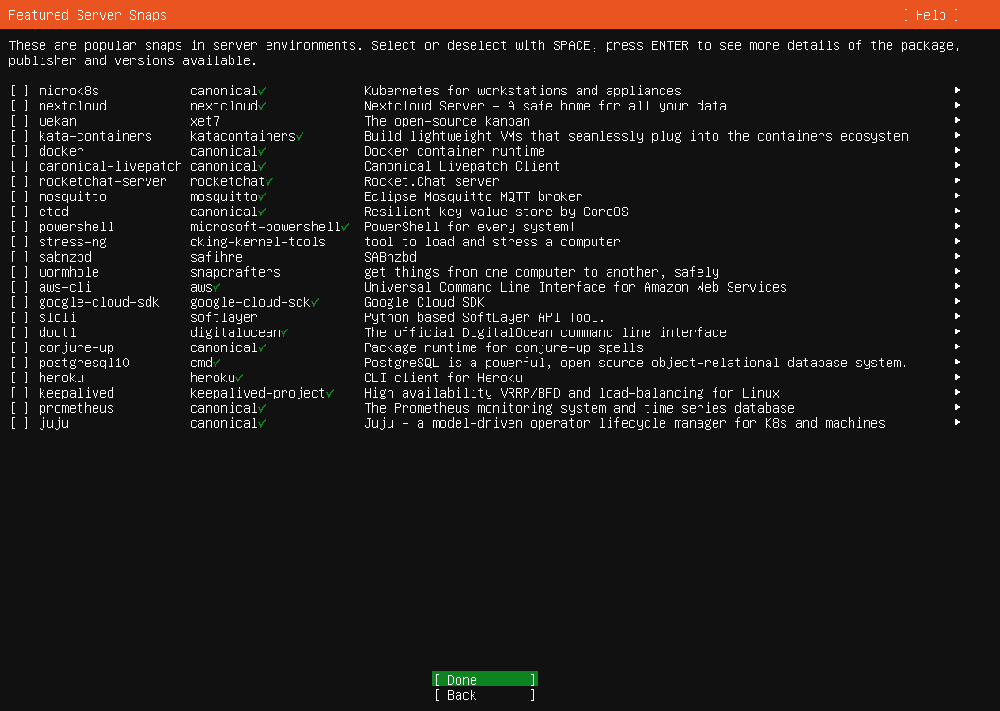 Featured Server Snaps [ Help ]
These are popular snaps in server environments. Select or deselect with SPACE, press ENTER to see more details of the package,
publisher and versions available.
[ ] microk8s canonical✓ Kubernetes for workstations and appliances ►
[ ] nextcloud nextcloud✓ Nextcloud Server - A safe home for all your data ►
[ ] wekan xet7 The open-source kanban ►
[ ] kata-containers katacontainers✓ Build lightweight VMs that seamlessly plug into the containers ecosystem ►
[ ] docker canonical✓ Docker container runtime ►
[ ] canonical-livepatch canonical✓ Canonical Livepatch Client ►
[ ] rocketchat-server rocketchat✓ Rocket.Chat server ►
[ ] mosquitto mosquitto✓ Eclipse Mosquitto MQTT broker ►
[ ] etcd canonical✓ Resilient key-value store by CoreOS ►
[ ] powershell microsoft-powershell✓ PowerShell for every system! ►
[ ] stress-ng cking-kernel-tools tool to load and stress a computer ►
[ ] sabnzbd safihre SABnzbd ►
[ ] wormhole snapcrafters get things from one computer to another, safely ►
[ ] aws-cli aws✓ Universal Command Line Interface for Amazon Web Services ►
[ ] google-cloud-sdk google-cloud-sdk✓ Google Cloud SDK ►
[ ] slcli softlayer Python based SoftLayer API Tool. ►
[ ] doctl digitalocean✓ The official DigitalOcean command line interface ►
[ ] conjure-up canonical✓ Package runtime for conjure-up spells ►
[ ] postgresql10 cmd✓ PostgreSQL is a powerful, open source object-relational database system. ►
[ ] heroku heroku✓ CLI client for Heroku ►
[ ] keepalived keepalived-project✓ High availability VRRP/BFD and load-balancing for Linux ►
[ ] prometheus canonical✓ The Prometheus monitoring system and time series database ►
[ ] juju canonical✓ Juju - a model-driven operator lifecycle manager for K8s and machines ►
[ Done ]
[ Back ]